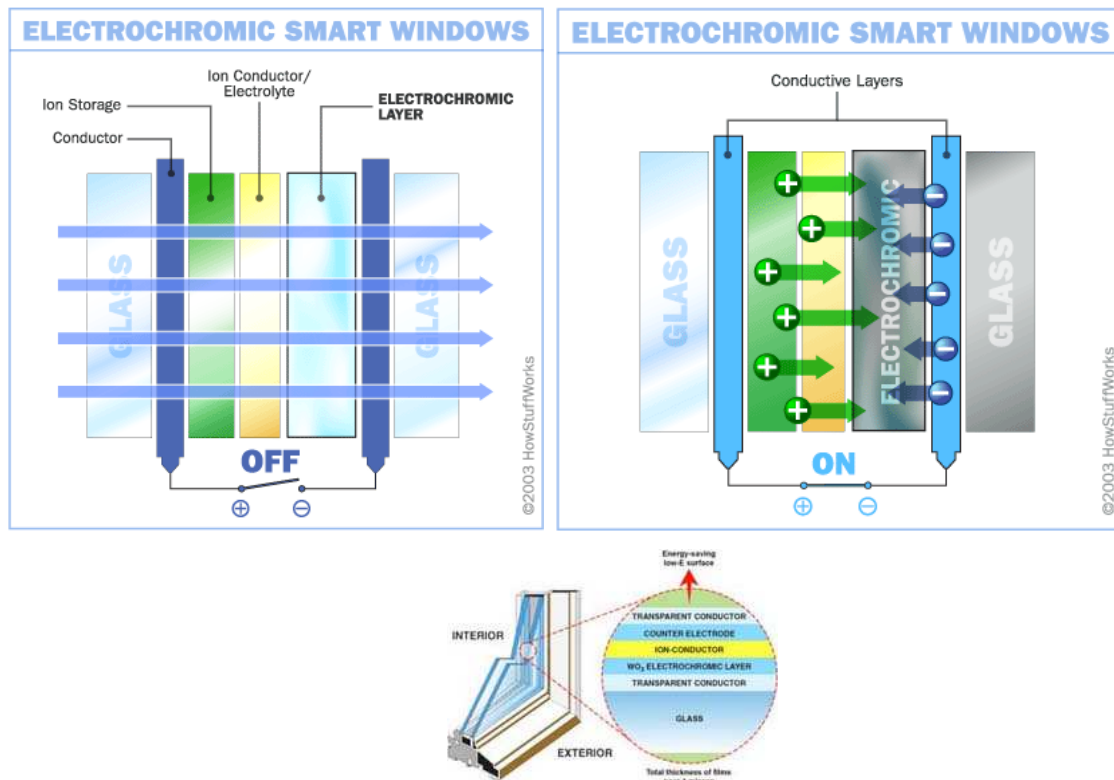 ELECTROCHROMIC SMART WINDOWS
Ion Conductor/
Electrolyte
Ion Storage
ELECTROCHROMIC
LAYER
Conductor
GLASS
GLASS
OFF
+
−
©2003 HowStuffWorks
ELECTROCHROMIC SMART WINDOWS
Conductive Layers
GLASS
ELECTROCHROMIC
GLASS
+
+
+
+
+
+
−
−
−
−
−
ON
+
−
©2003 HowStuffWorks
Energy-saving
low-E surface
TRANSPARENT CONDUCTOR
COUNTER ELECTRODE
ION-CONDUCTOR
WO₃ ELECTROCHROMIC LAYER
TRANSPARENT CONDUCTOR
GLASS
INTERIOR
EXTERIOR
Total thickness of films